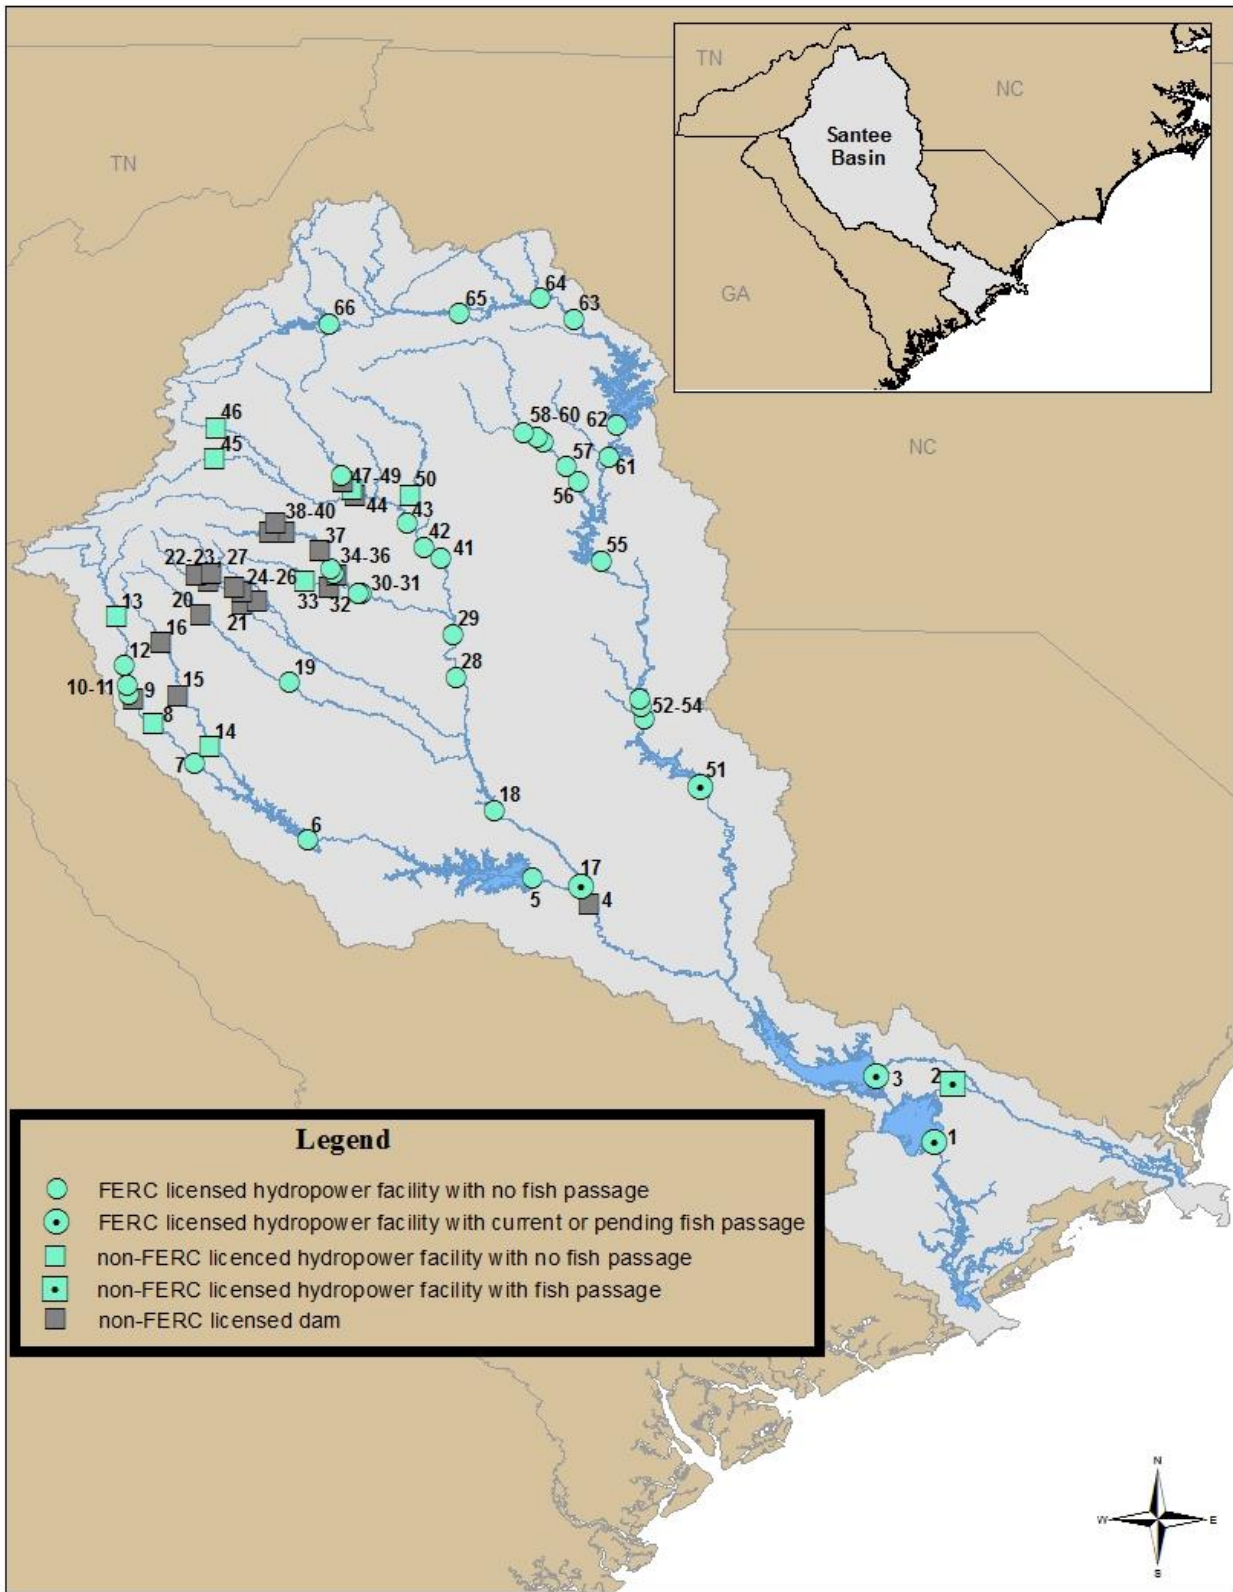 TN
NC
Santee
Basin
GA
TN
NC
64
65
63
66
46
58-60
62
45
57
61
47-49
50
56
44
38-40
43
42
37
41
55
22-23, 27
34-36
24-26
30-31
13
20
33
32
21
16
29
12
19
28
10-11
9
15
52-54
8
14
7
51
18
6
17
5
4
3
2
1
Legend
FERC licensed hydropower facility with no fish passage
FERC licensed hydropower facility with current or pending fish passage
non-FERC licenced hydropower facility with no fish passage
non-FERC licensed hydropower facility with fish passage
non-FERC licensed dam
N
W
E
S